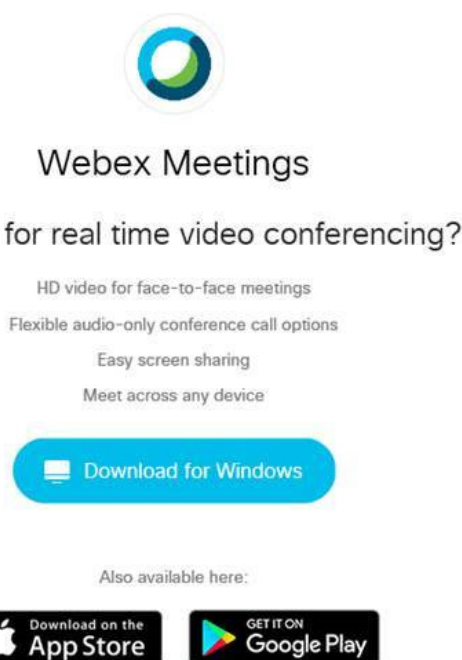 Webex Meetings
for real time video conferencing?
HD video for face-to-face meetings
Flexible audio-only conference call options
Easy screen sharing
Meet across any device
Download for Windows
Also available here:
Download on the
App Store
GET IT ON
Google Play